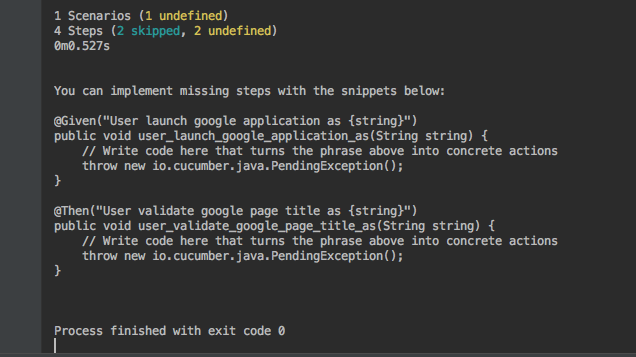 1 Scenarios (1 undefined)
4 Steps (2 skipped, 2 undefined)
0m0.527s
You can implement missing steps with the snippets below:
@Given("User launch google application as {string}")
public void user_launch_google_application_as(String string) {
    // Write code here that turns the phrase above into concrete actions
    throw new io.cucumber.java.PendingException();
}
@Then("User validate google page title as {string}")
public void user_validate_google_page_title_as(String string) {
    // Write code here that turns the phrase above into concrete actions
    throw new io.cucumber.java.PendingException();
}
Process finished with exit code 0